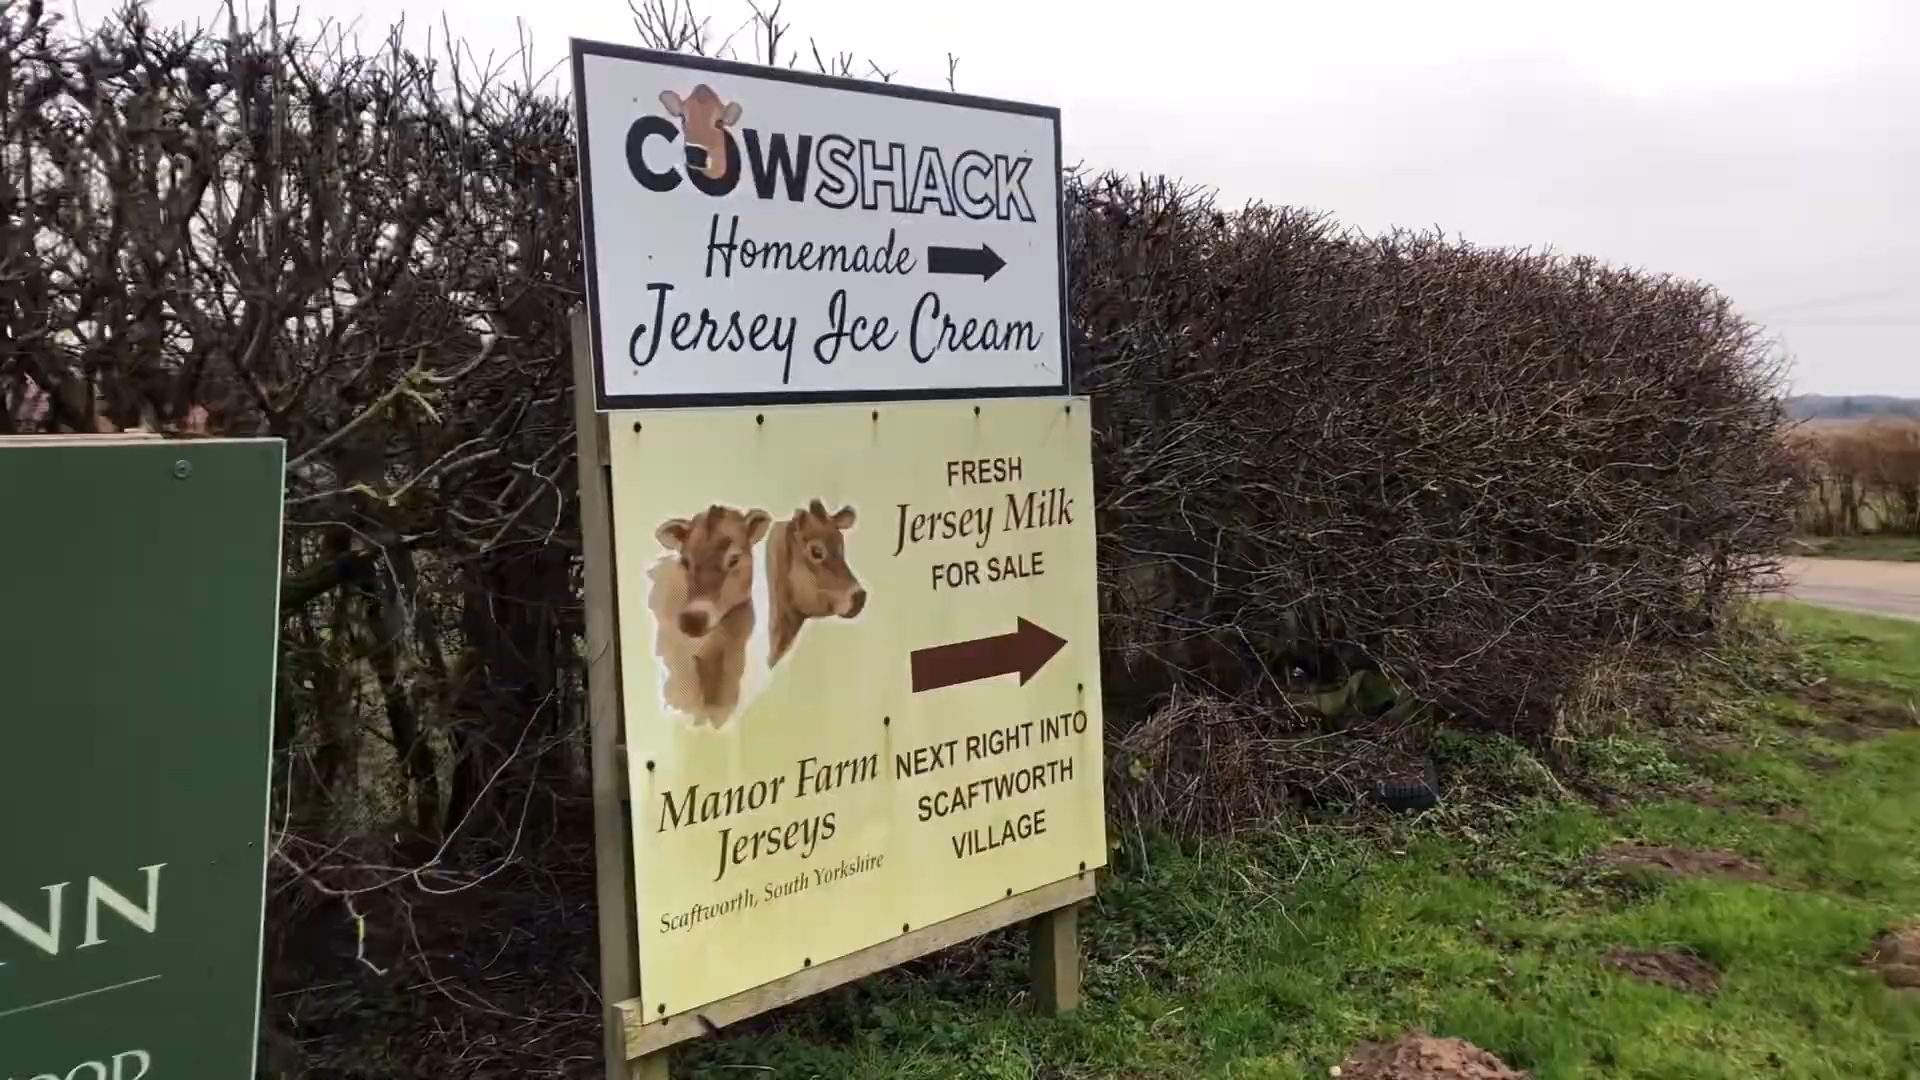 COWSHACK
Homemade
Jersey Ice Cream
FRESH
Jersey Milk
FOR SALE
NEXT RIGHT INTO
SCAFTWORTH
VILLAGE
Manor Farm
Jerseys
Scaftworth, South Yorkshire